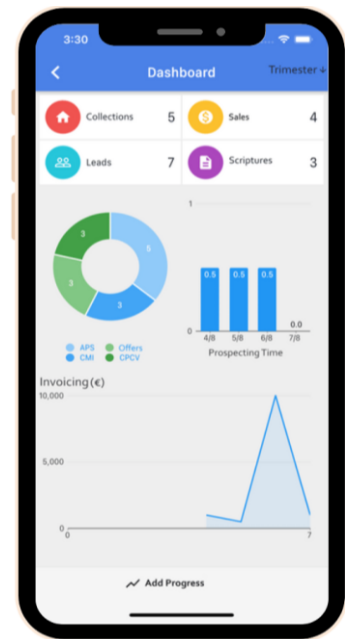 3:30
Dashboard
Trimester ↓
Collections 5
Sales 4
Leads 7
Scriptures 3
5
3
3
3
APS
Offers
CMI
CPCV
1
0.5 0.5 0.5 0.0
0
4/8 5/8 6/8 7/8
Prospecting Time
Invoicing(€)
10,000
5,000
0
0 7
Add Progress